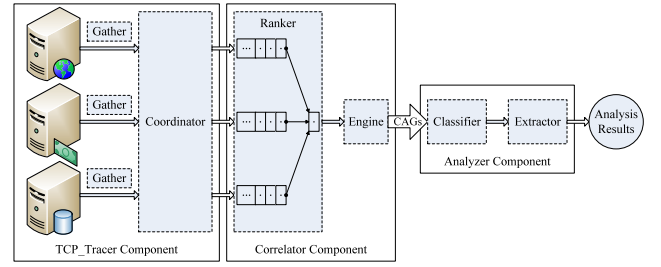 Gather
Gather
Gather
Coordinator
TCP_Tracer Component
Ranker
... . . .
... . . .
... . . .
.
Engine
Correlator Component
CAGs
Classifier
Extractor
Analyzer Component
Analysis
Results